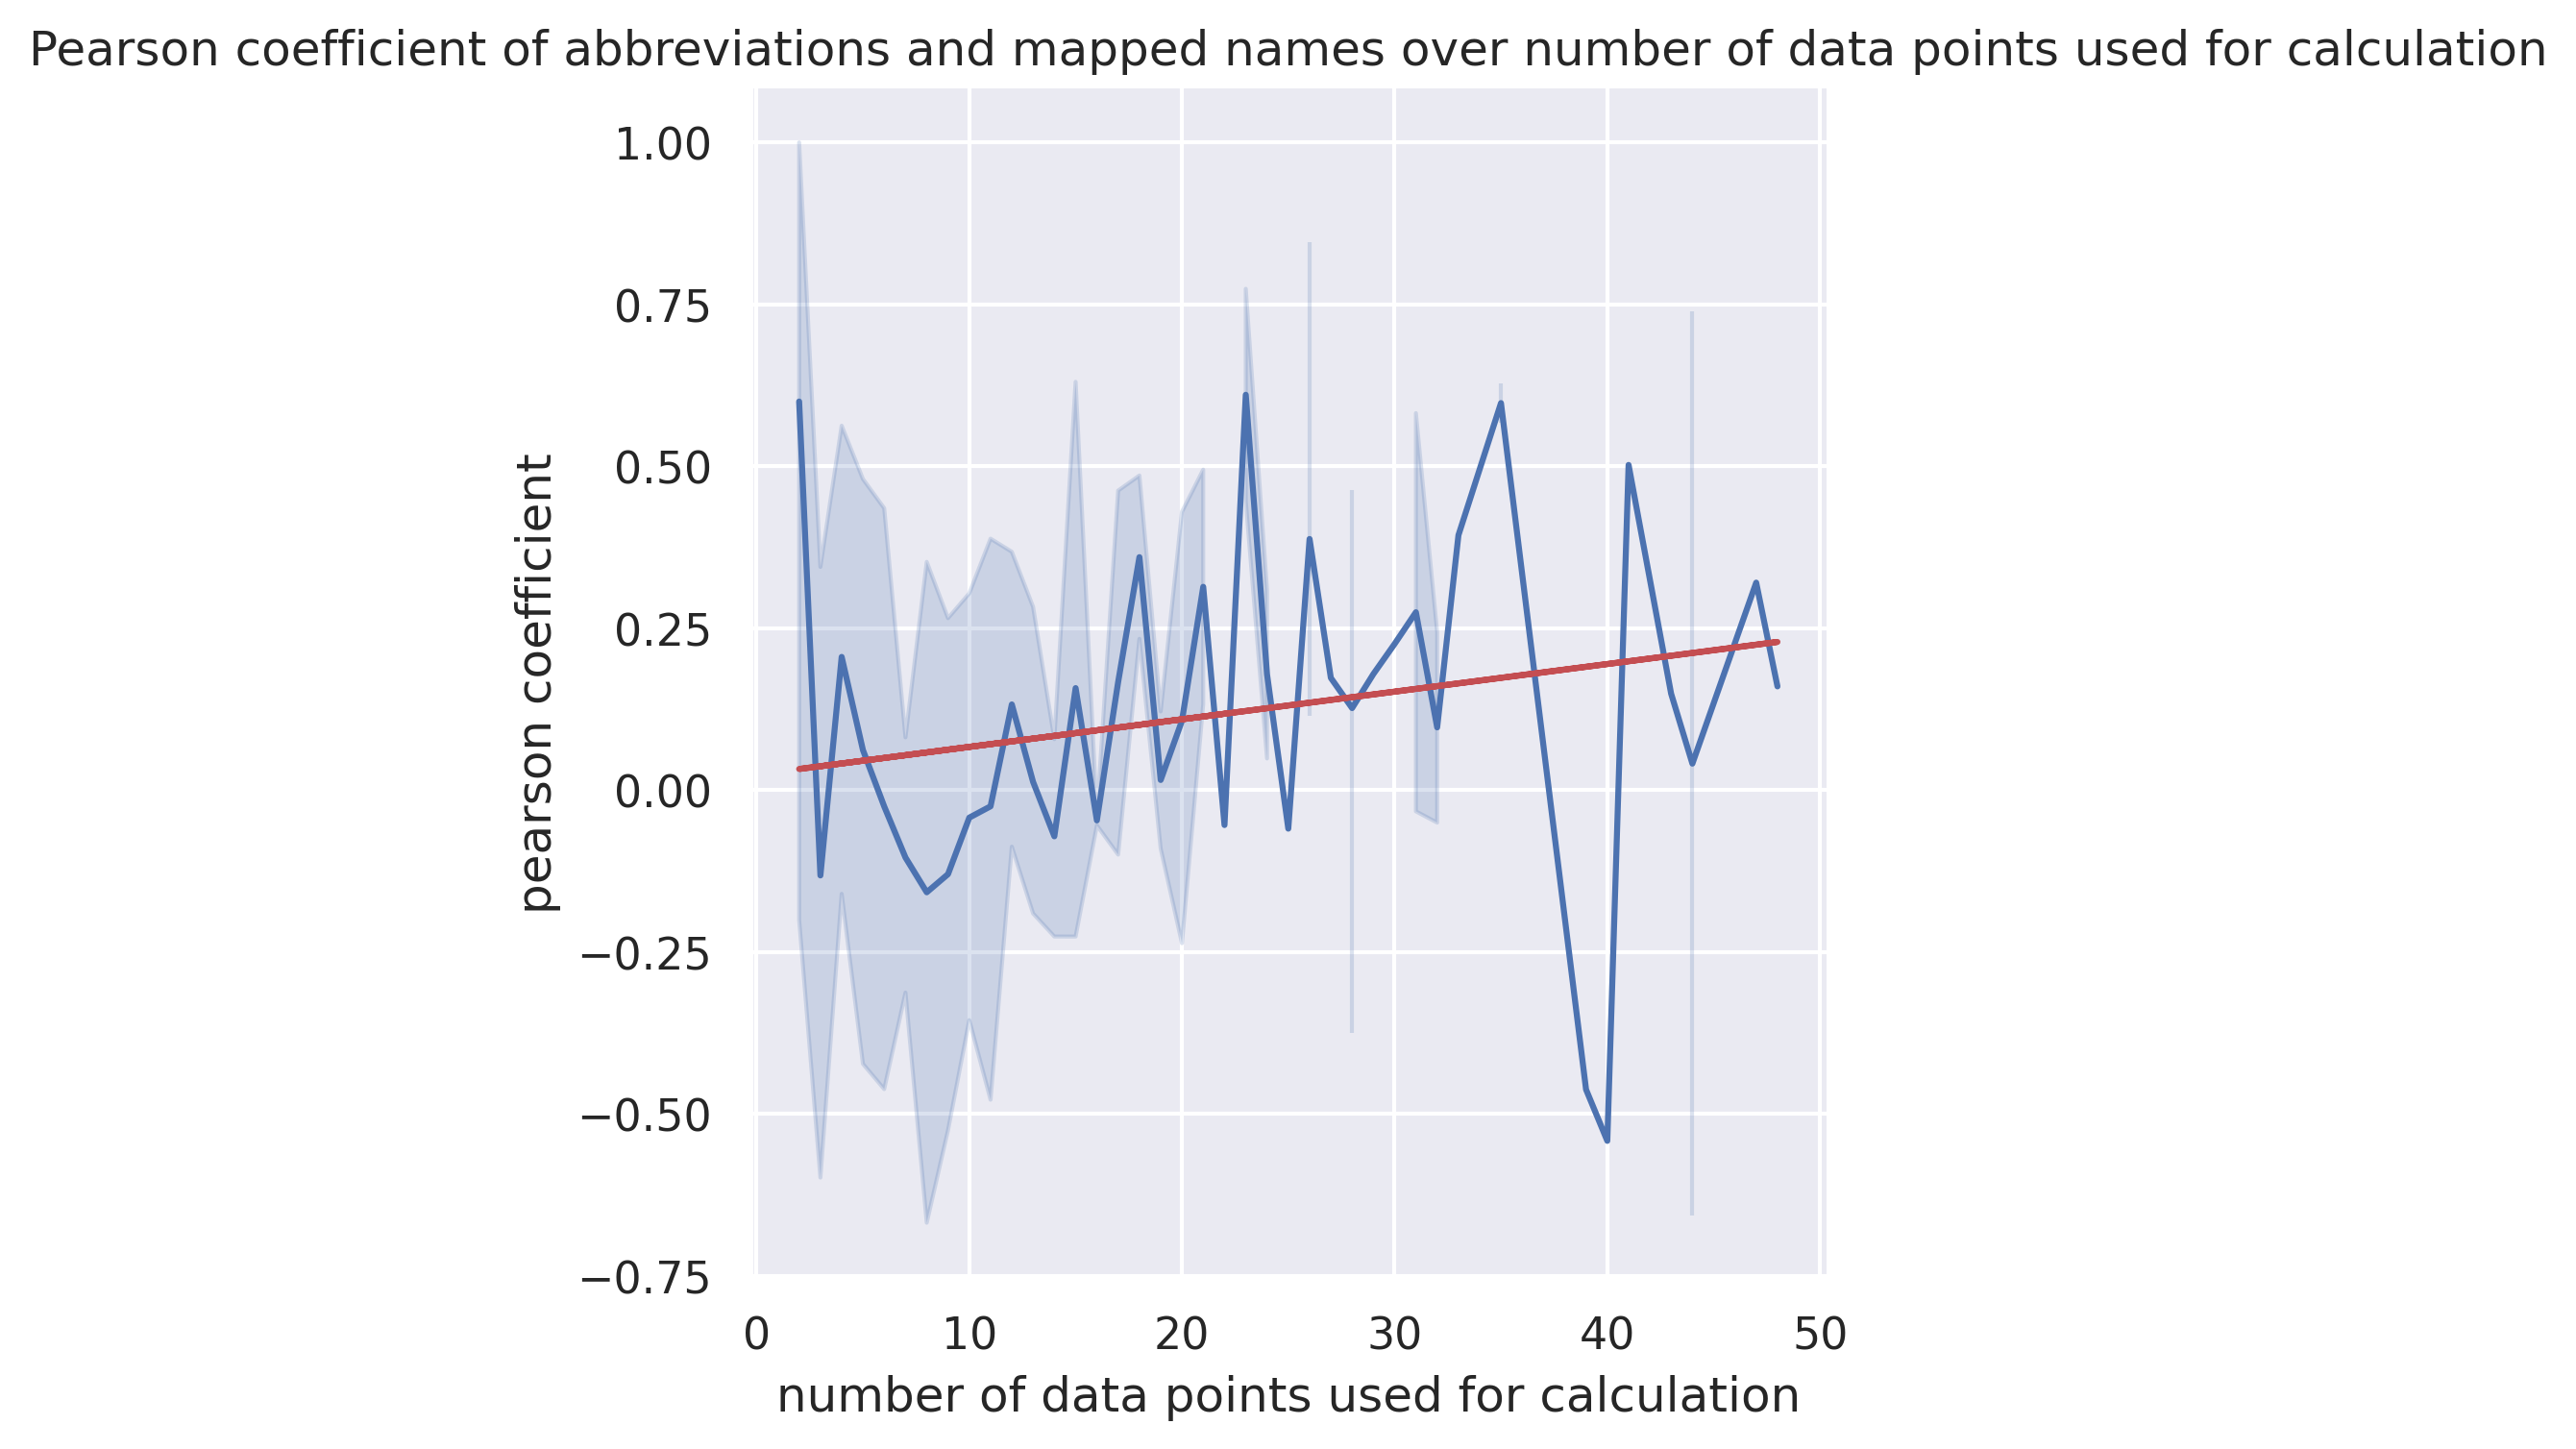 Pearson coefficient of abbreviations and mapped names over number of data points used for calculation
1.00
0.75
0.50
0.25
0.00
−0.25
−0.50
−0.75
pearson coefficient
0 10 20 30 40 50
number of data points used for calculation